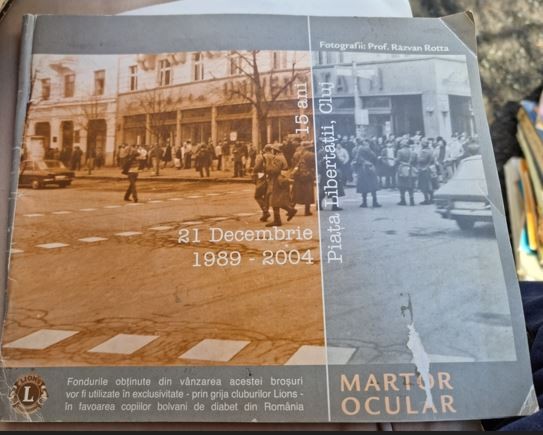 Fotografii: Prof. Răzvan Rotta
15 ani
Piața Libertății, Cluj
21 Decembrie
1989 - 2004
LIONS
L
Fondurile obținute din vânzarea acestei broșuri
vor fi utilizate în exclusivitate - prin grija cluburilor Lions -
în favoarea copiilor bolnavi de diabet din România
MARTOR
OCULAR